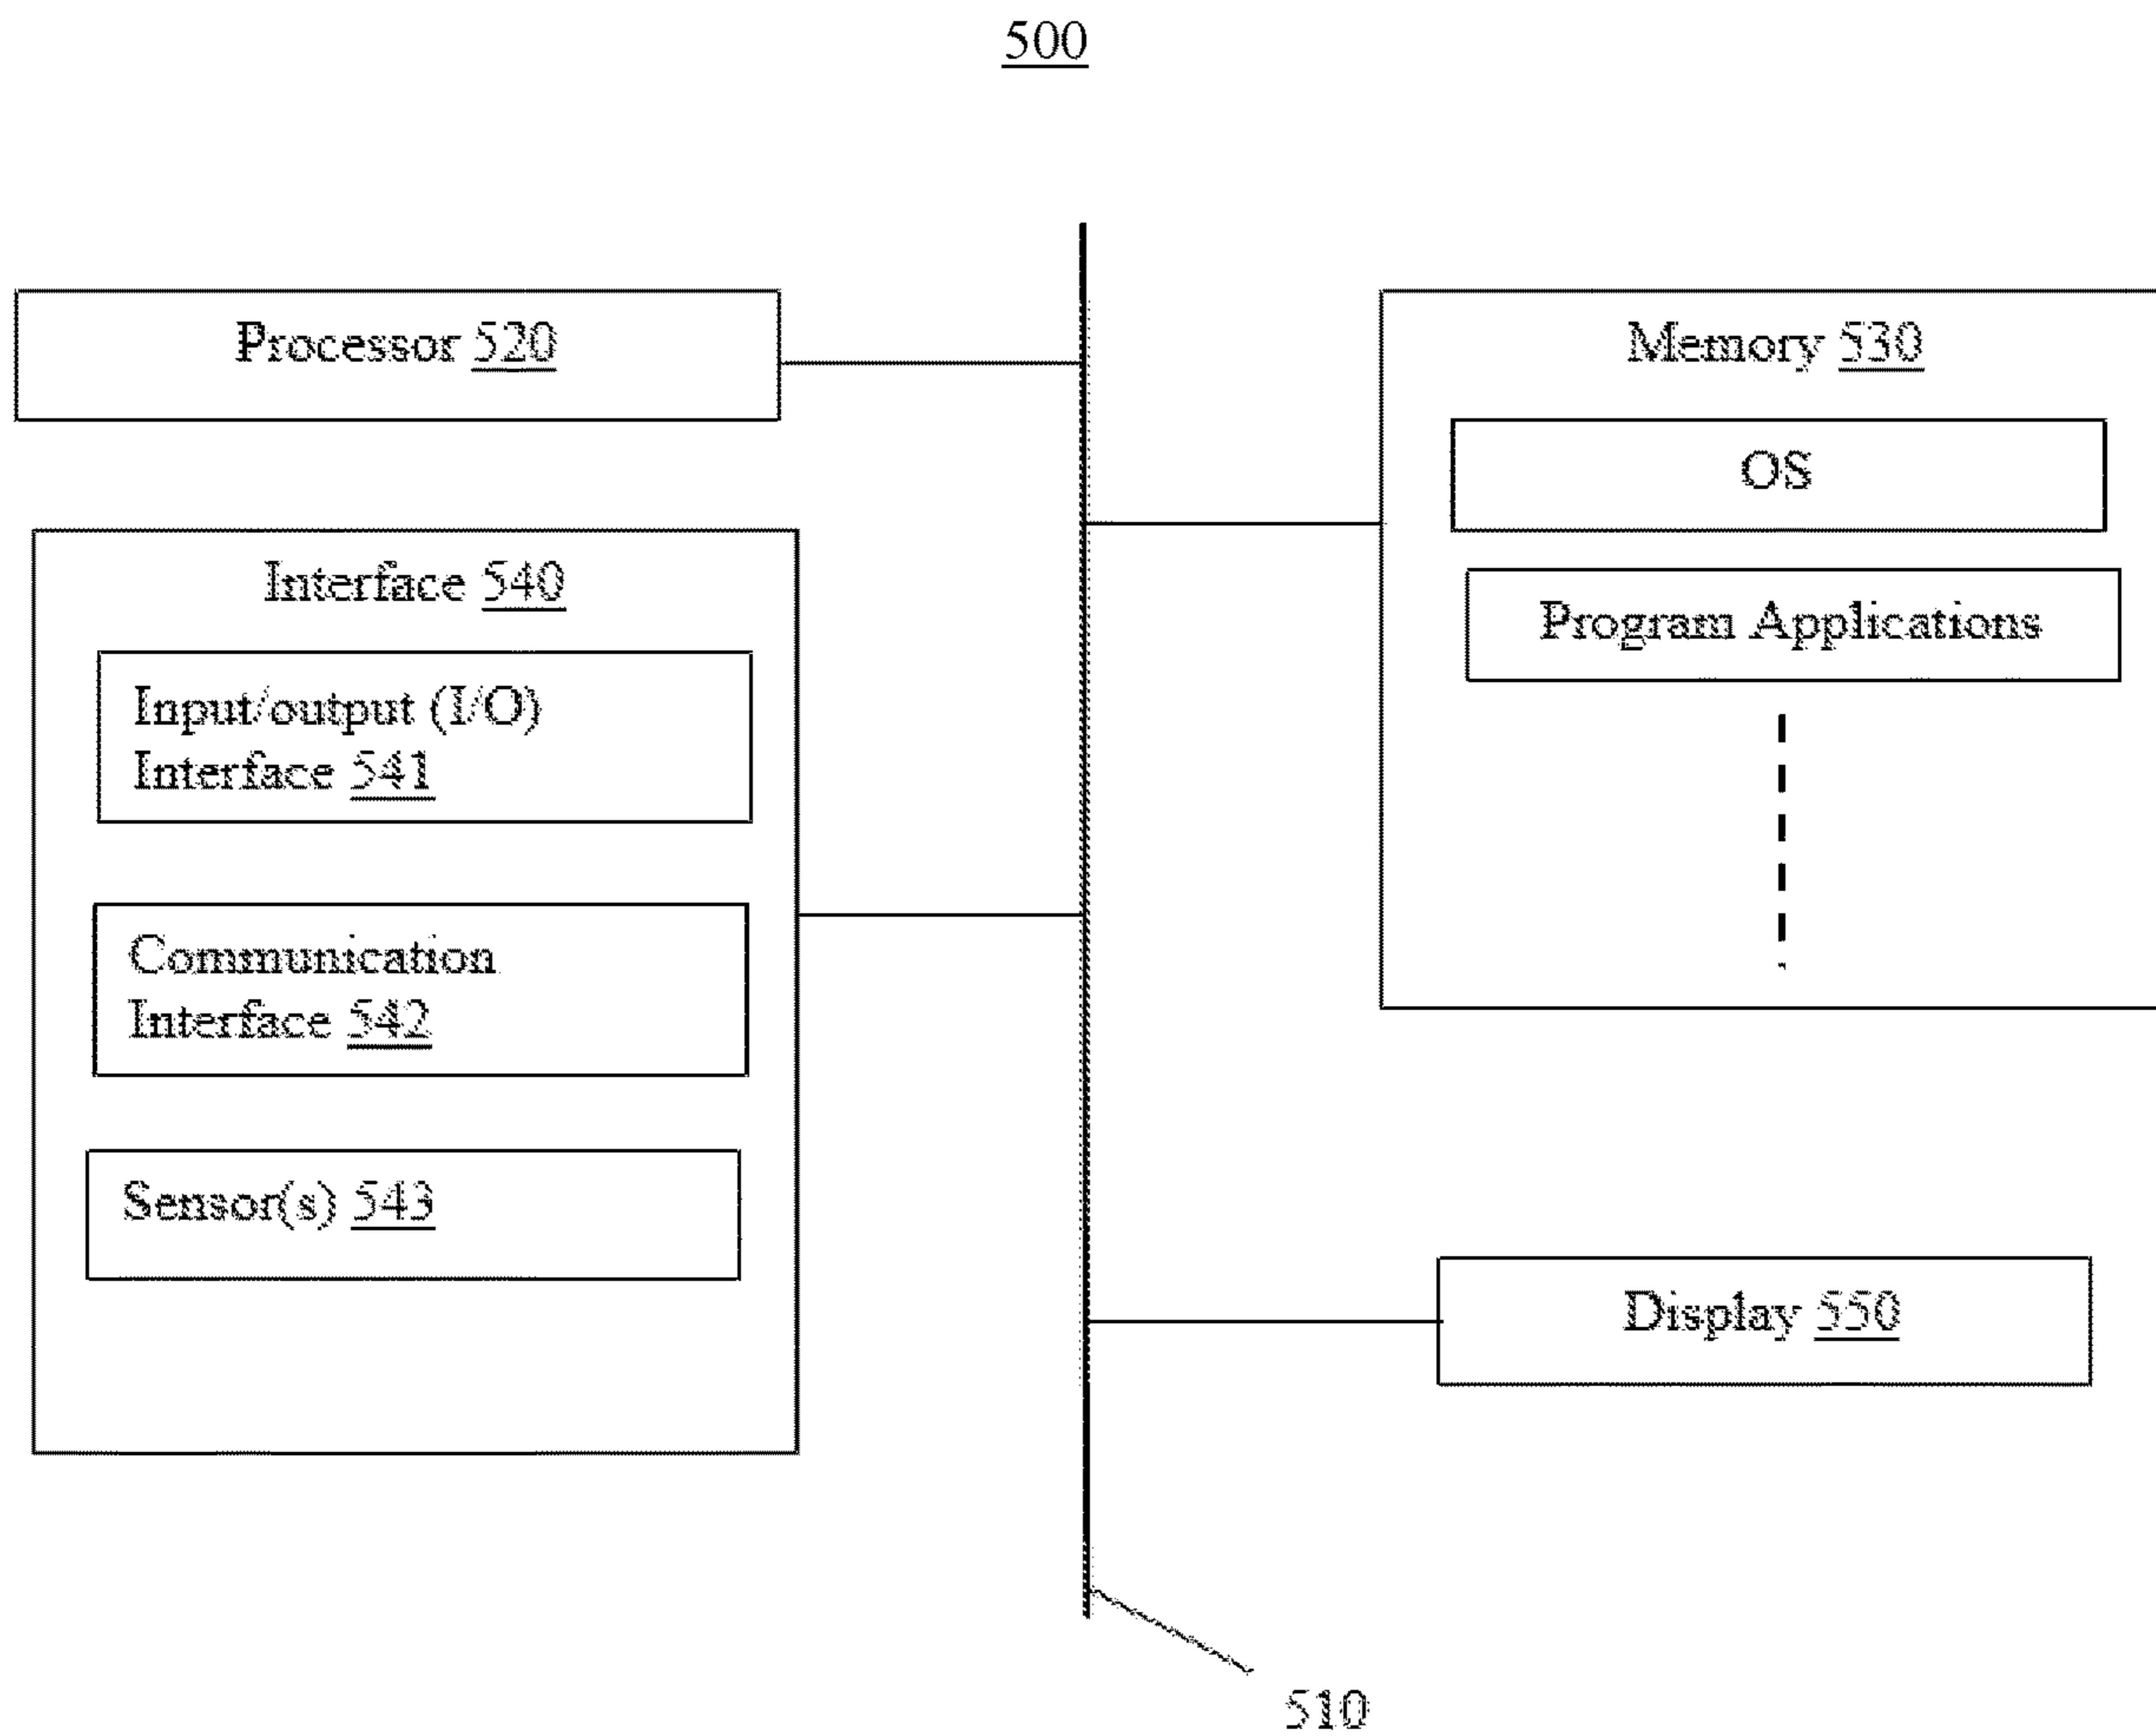 500
Processor 520
Memory 530
OS
Program Applications
Interface 540
Input/output (I/O)
Interface 541
Communication
Interface 542
Sensor(s) 543
Display 550
510